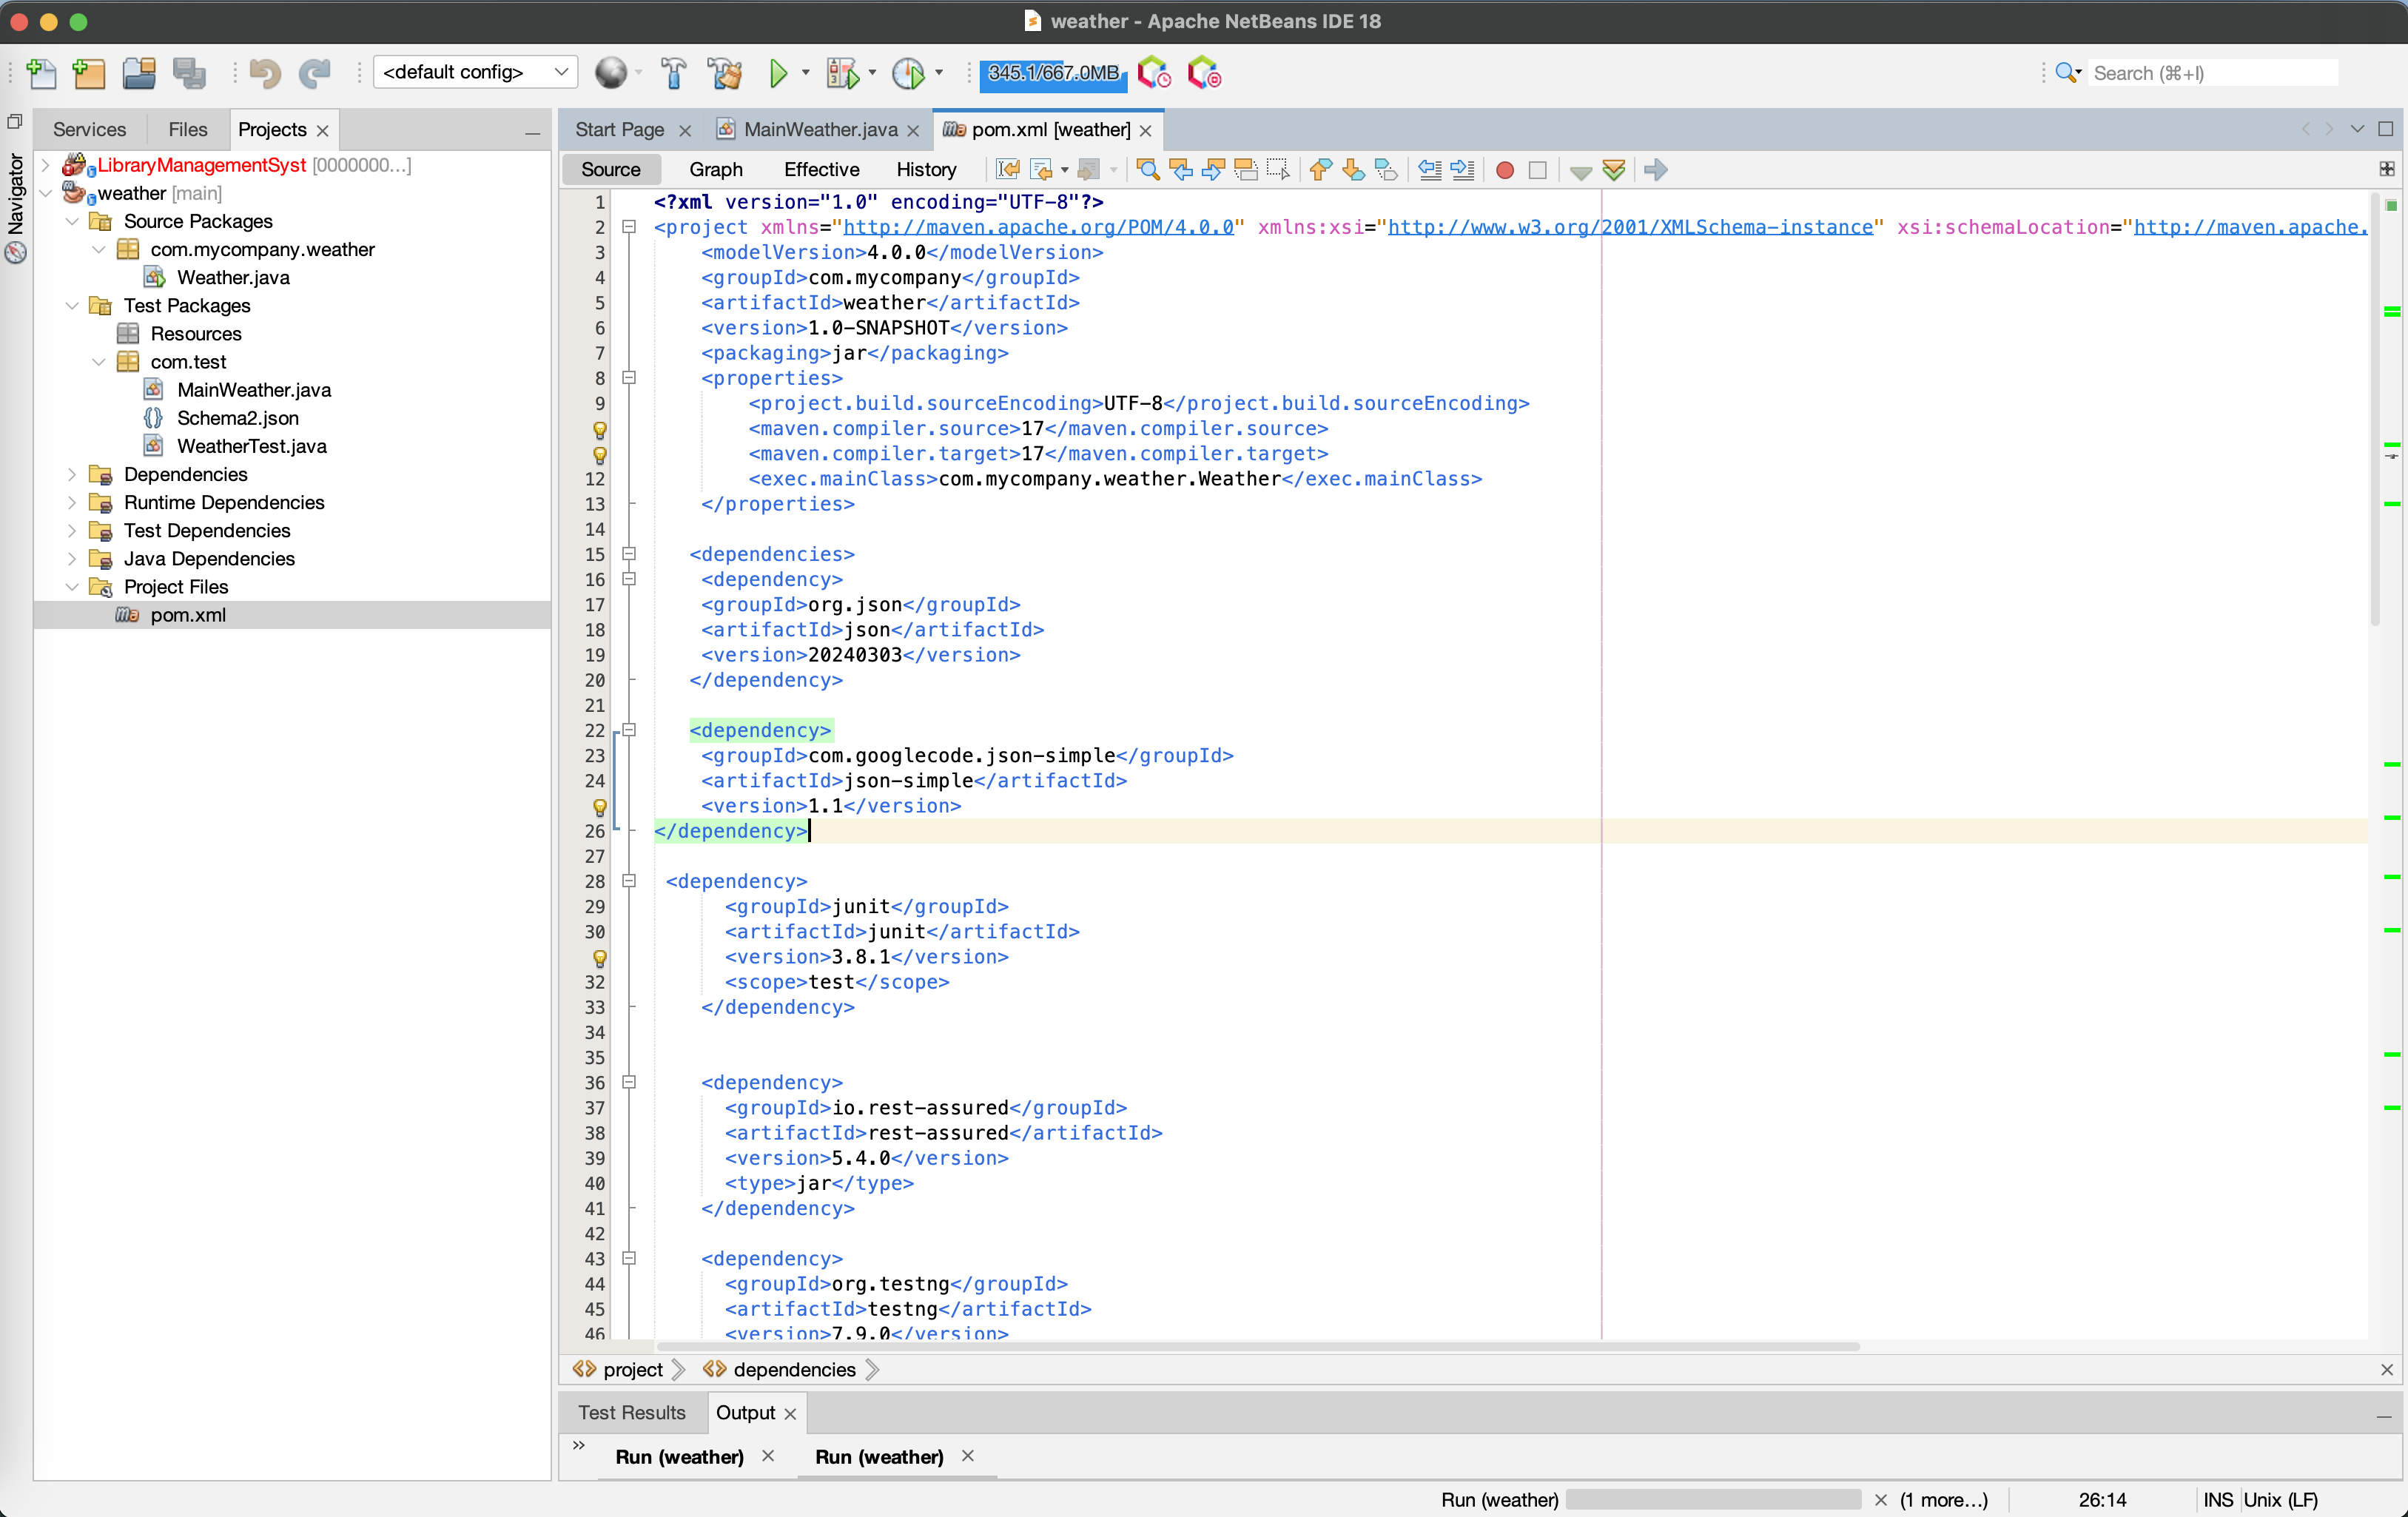 weather - Apache NetBeans IDE 18
<default config>
345.1/667.0MB
Search (⌘+I)
Navigator
Services
Files
Projects
LibraryManagementSyst [0000000...]
weather [main]
Source Packages
com.mycompany.weather
Weather.java
Test Packages
Resources
com.test
MainWeather.java
Schema2.json
WeatherTest.java
Dependencies
Runtime Dependencies
Test Dependencies
Java Dependencies
Project Files
pom.xml
Start Page
MainWeather.java
pom.xml [weather]
Source
Graph
Effective
History
1 <?xml version="1.0" encoding="UTF-8"?>
2 <project xmlns="http://maven.apache.org/POM/4.0.0" xmlns:xsi="http://www.w3.org/2001/XMLSchema-instance" xsi:schemaLocation="http://maven.apache.
3 <modelVersion>4.0.0</modelVersion>
4 <groupId>com.mycompany</groupId>
5 <artifactId>weather</artifactId>
6 <version>1.0-SNAPSHOT</version>
7 <packaging>jar</packaging>
8 <properties>
9 <project.build.sourceEncoding>UTF-8</project.build.sourceEncoding>
<maven.compiler.source>17</maven.compiler.source>
<maven.compiler.target>17</maven.compiler.target>
12 <exec.mainClass>com.mycompany.weather.Weather</exec.mainClass>
13 </properties>
14
15 <dependencies>
16 <dependency>
17 <groupId>org.json</groupId>
18 <artifactId>json</artifactId>
19 <version>20240303</version>
20 </dependency>
21
22 <dependency>
23 <groupId>com.googlecode.json-simple</groupId>
24 <artifactId>json-simple</artifactId>
<version>1.1</version>
26 </dependency>
27
28 <dependency>
29 <groupId>junit</groupId>
30 <artifactId>junit</artifactId>
<version>3.8.1</version>
32 <scope>test</scope>
33 </dependency>
34
35
36 <dependency>
37 <groupId>io.rest-assured</groupId>
38 <artifactId>rest-assured</artifactId>
39 <version>5.4.0</version>
40 <type>jar</type>
41 </dependency>
42
43 <dependency>
44 <groupId>org.testng</groupId>
45 <artifactId>testng</artifactId>
46 <version>7.9.0</version>
project
dependencies
Test Results
Output
Run (weather)
Run (weather)
Run (weather)
(1 more...)
26:14
INS
Unix (LF)